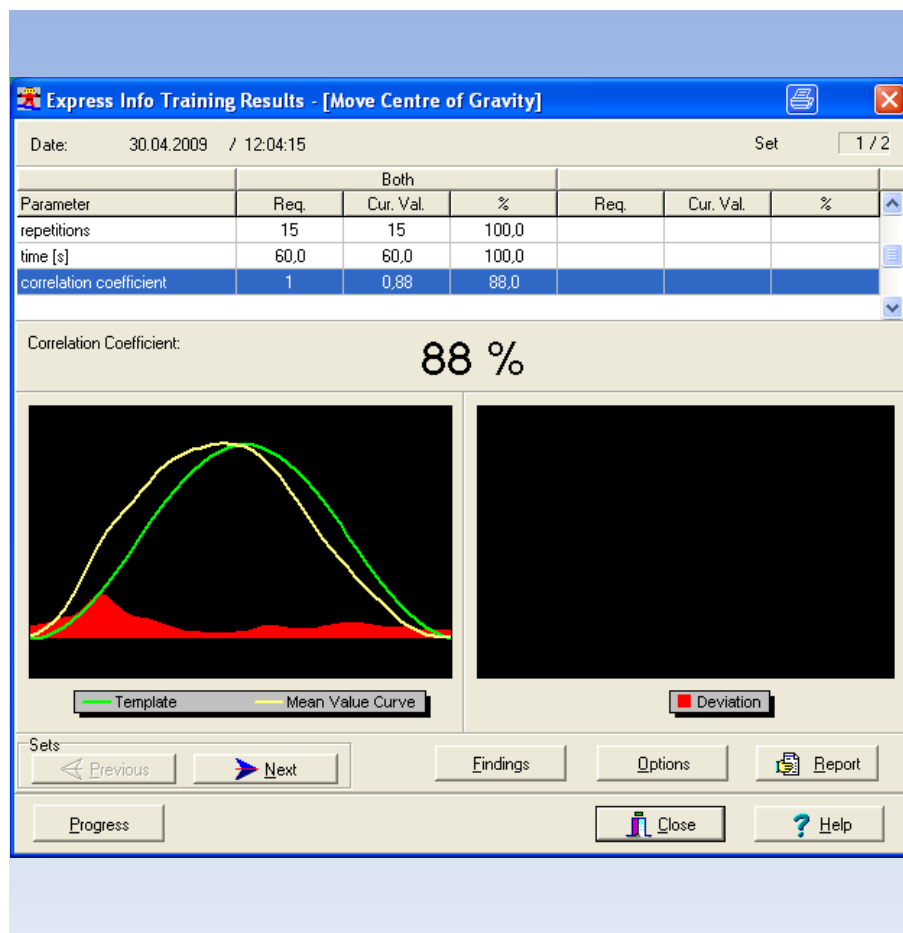 Express Info Training Results - [Move Centre of Gravity]
Date: 30.04.2009 / 12:04:15 Set 1 / 2
Both
Parameter Req. Cur. Val. % Req. Cur. Val. %
repetitions 15 15 100,0
time [s] 60,0 60,0 100,0
correlation coefficient 1 0,88 88,0
Correlation Coefficient: 88 %
Template Mean Value Curve Deviation
Sets
Previous Next Findings Options Report
Progress Close Help